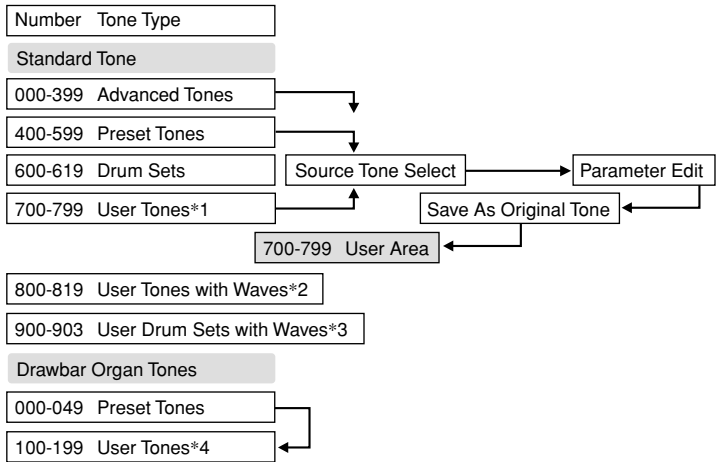 Number Tone Type
Standard Tone
000-399 Advanced Tones
400-599 Preset Tones
600-619 Drum Sets
Source Tone Select
Parameter Edit
700-799 User Tones*1
Save As Original Tone
700-799 User Area
800-819 User Tones with Waves*2
900-903 User Drum Sets with Waves*3
Drawbar Organ Tones
000-049 Preset Tones
100-199 User Tones*4